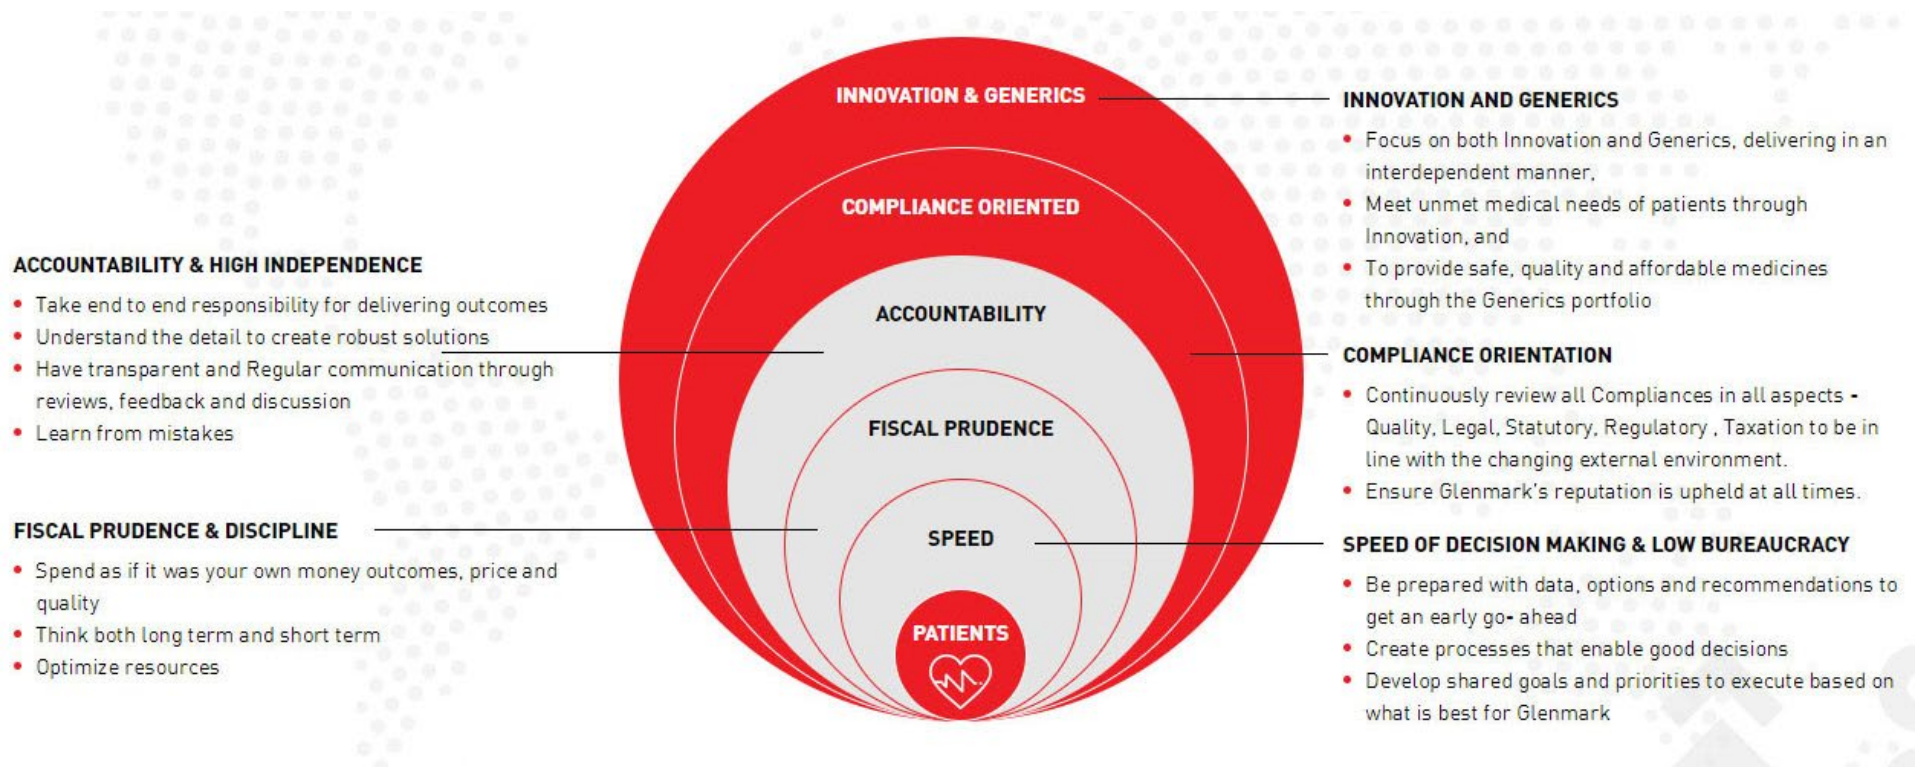 INNOVATION & GENERICS
COMPLIANCE ORIENTED
ACCOUNTABILITY
FISCAL PRUDENCE
SPEED
PATIENTS
ACCOUNTABILITY & HIGH INDEPENDENCE
• Take end to end responsibility for delivering outcomes
• Understand the detail to create robust solutions
• Have transparent and Regular communication through
reviews, feedback and discussion
• Learn from mistakes
FISCAL PRUDENCE & DISCIPLINE
• Spend as if it was your own money outcomes, price and
quality
• Think both long term and short term
• Optimize resources
INNOVATION AND GENERICS
• Focus on both Innovation and Generics, delivering in an
interdependent manner,
• Meet unmet medical needs of patients through
Innovation, and
• To provide safe, quality and affordable medicines
through the Generics portfolio
COMPLIANCE ORIENTATION
• Continuously review all Compliances in all aspects -
Quality, Legal, Statutory, Regulatory , Taxation to be in
line with the changing external environment.
• Ensure Glenmark's reputation is upheld at all times.
SPEED OF DECISION MAKING & LOW BUREAUCRACY
• Be prepared with data, options and recommendations to
get an early go- ahead
• Create processes that enable good decisions
• Develop shared goals and priorities to execute based on
what is best for Glenmark